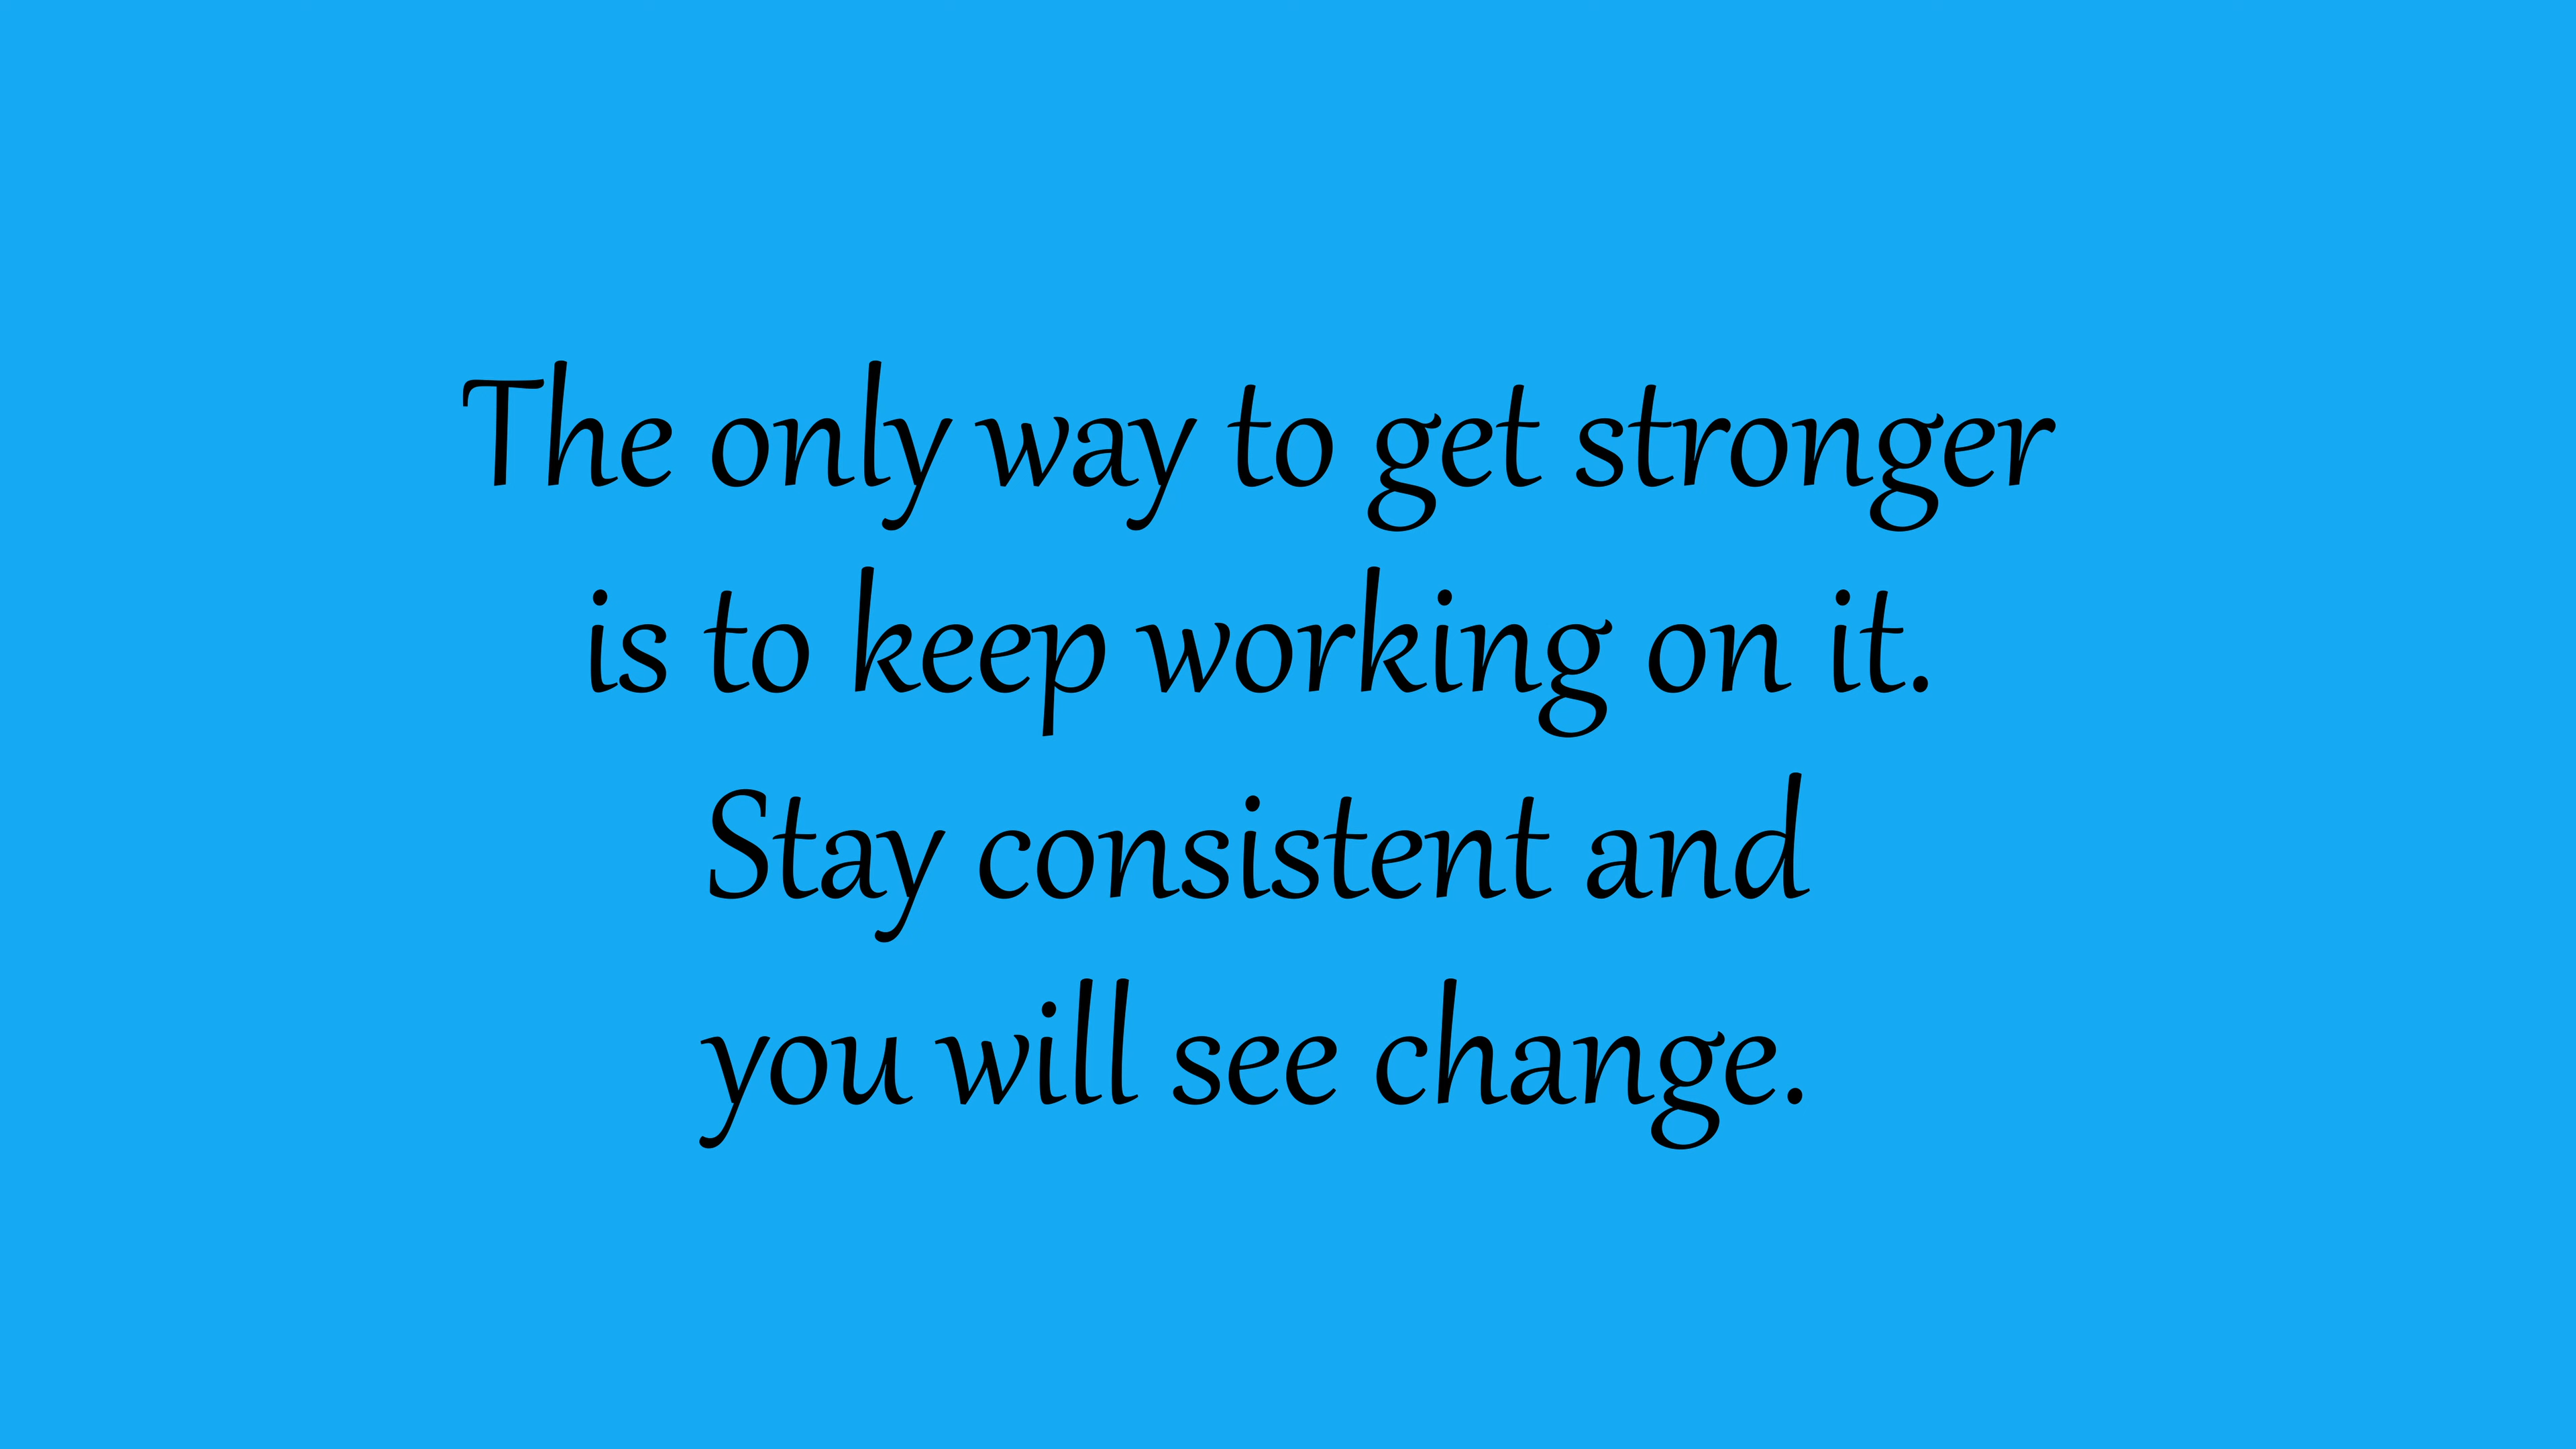 The only way to get stronger
is to keep working on it.
Stay consistent and
you will see change.